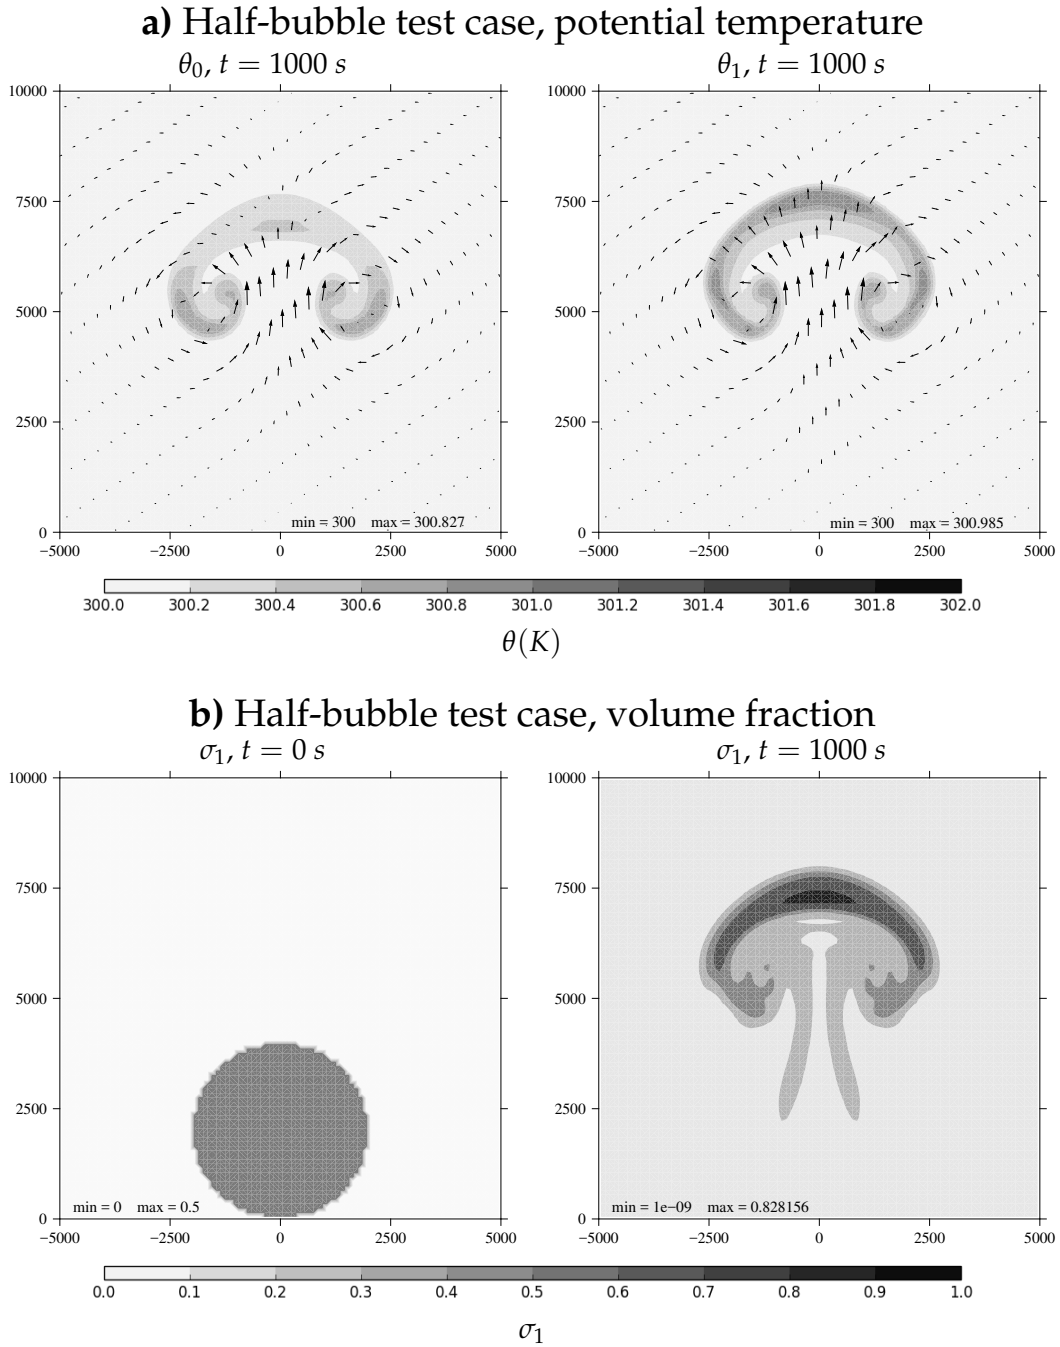 a) Half-bubble test case, potential temperature
θ₀, t = 1000 s
θ₁, t = 1000 s
10000
7500
5000
2500
0
−5000 −2500 0 2500 5000
min = 300 max = 300.827
10000
7500
5000
2500
0
−5000 −2500 0 2500 5000
min = 300 max = 300.985
300.0 300.2 300.4 300.6 300.8 301.0 301.2 301.4 301.6 301.8 302.0
θ(K)
b) Half-bubble test case, volume fraction
σ₁, t = 0 s
σ₁, t = 1000 s
10000
7500
5000
2500
0
−5000 −2500 0 2500 5000
min = 0 max = 0.5
10000
7500
5000
2500
0
−5000 −2500 0 2500 5000
min = 1e−09 max = 0.828156
0.0 0.1 0.2 0.3 0.4 0.5 0.6 0.7 0.8 0.9 1.0
σ₁